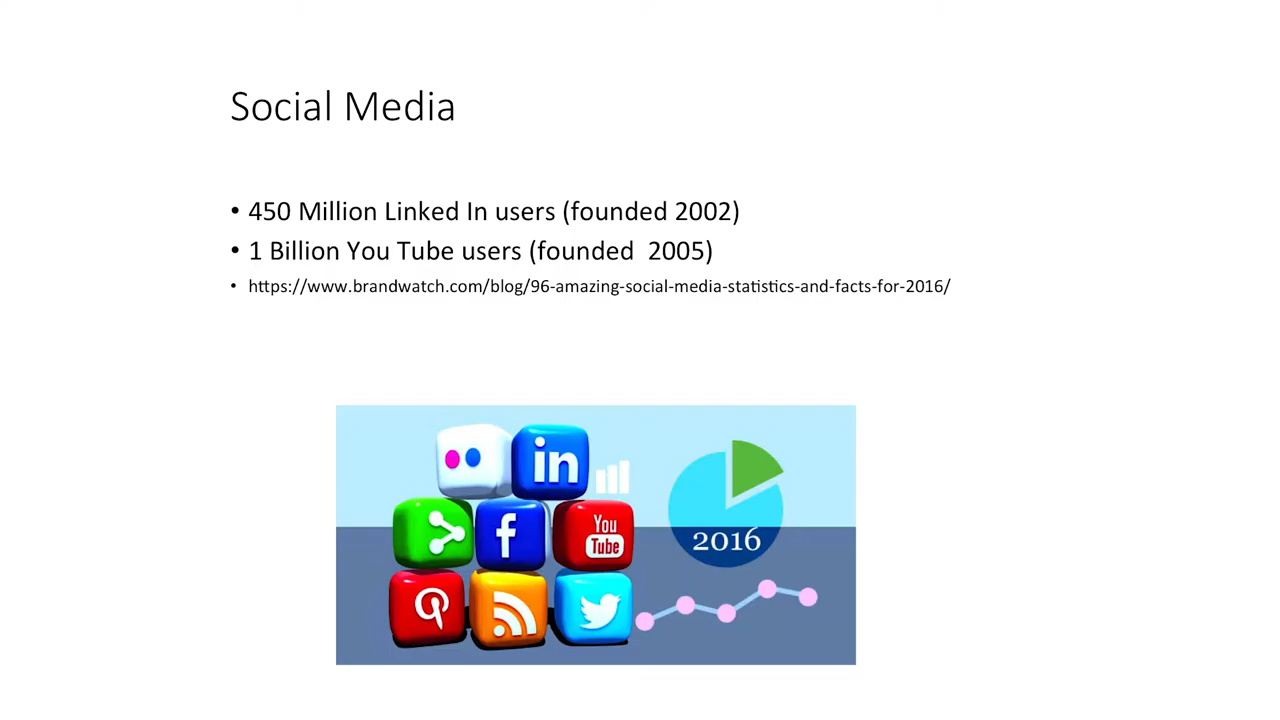 Social Media
• 450 Million Linked In users (founded 2002)
• 1 Billion You Tube users (founded  2005)
• https://www.brandwatch.com/blog/96-amazing-social-media-statistics-and-facts-for-2016/
in
f
You
Tube
2016